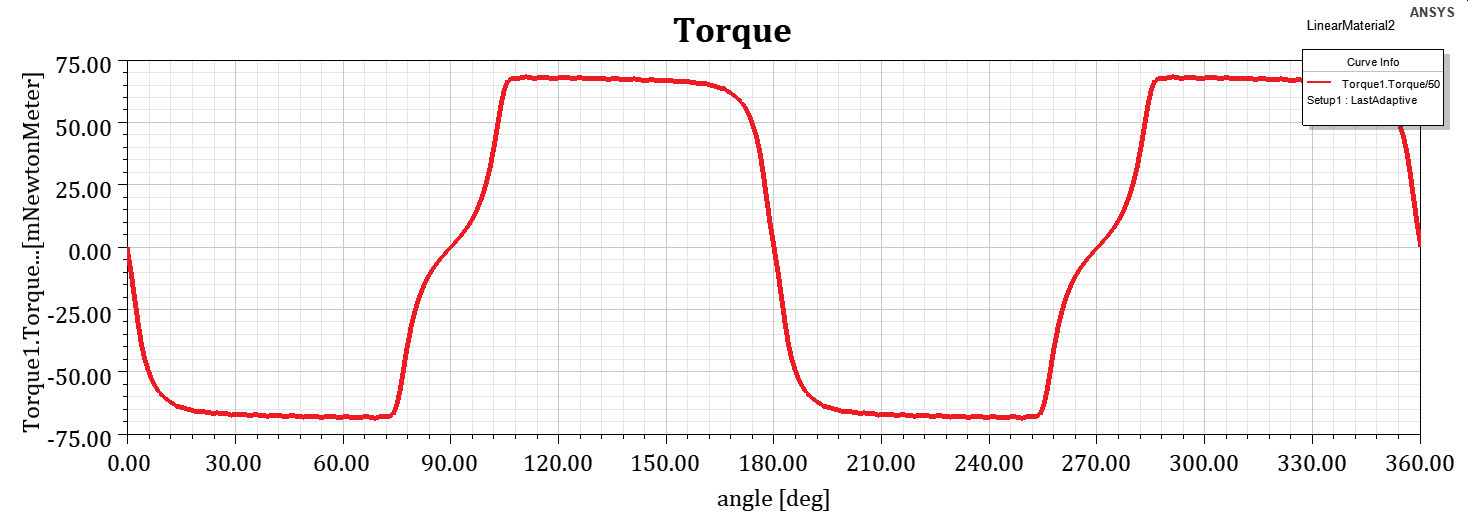 ANSYS
Torque
LinearMaterial2
Curve Info
Torque1.Torque/50
Setup1 : LastAdaptive
Torque1.Torque...[mNewtonMeter]
75.00
50.00
25.00
0.00
-25.00
-50.00
-75.00
0.00 30.00 60.00 90.00 120.00 150.00 180.00 210.00 240.00 270.00 300.00 330.00 360.00
angle [deg]